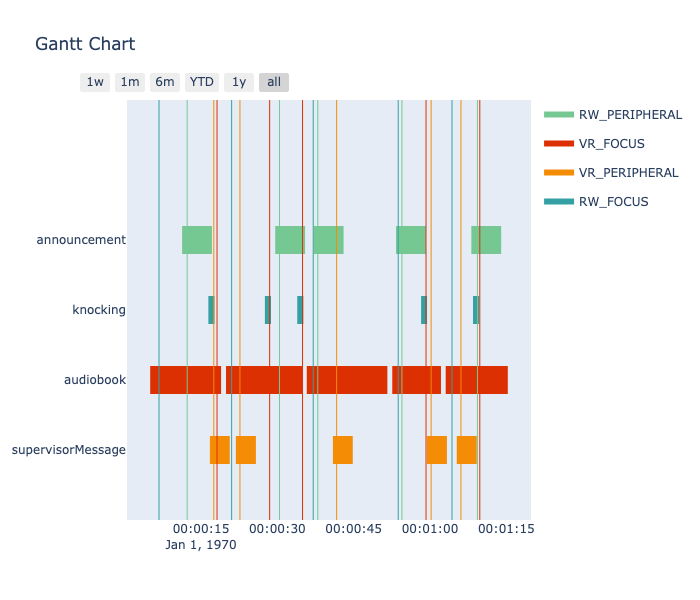 Gantt Chart
1w 1m 6m YTD 1y all
RW_PERIPHERAL
VR_FOCUS
VR_PERIPHERAL
RW_FOCUS
announcement
knocking
audiobook
supervisorMessage
00:00:15 00:00:30 00:00:45 00:01:00 00:01:15
Jan 1, 1970